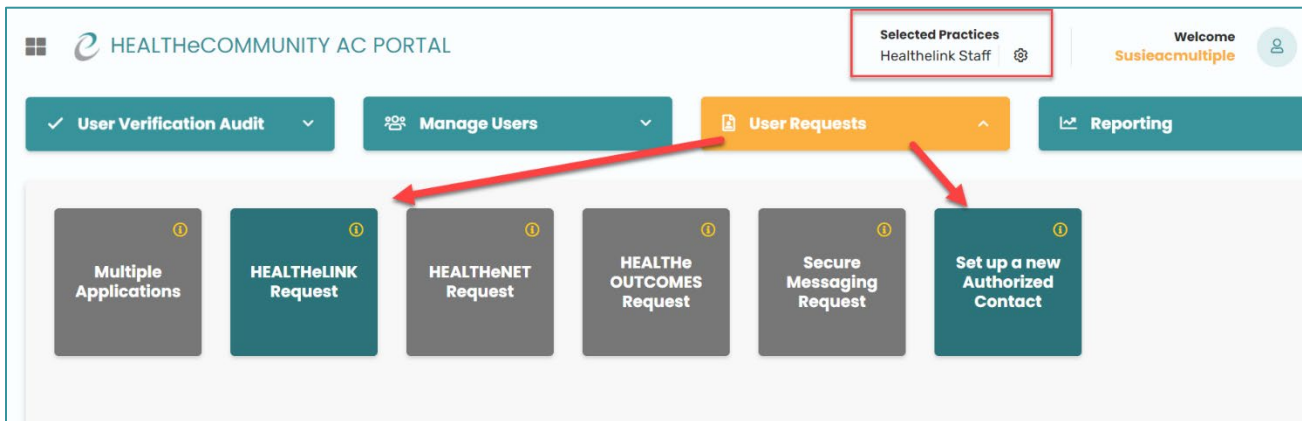 HEALTHeCOMMUNITY AC PORTAL
Selected Practices
Healthelink Staff
Welcome
Susieacmultiple
User Verification Audit
Manage Users
User Requests
Reporting
Multiple
Applications
HEALTHeLINK
Request
HEALTHeNET
Request
HEALTHe
OUTCOMES
Request
Secure
Messaging
Request
Set up a new
Authorized
Contact